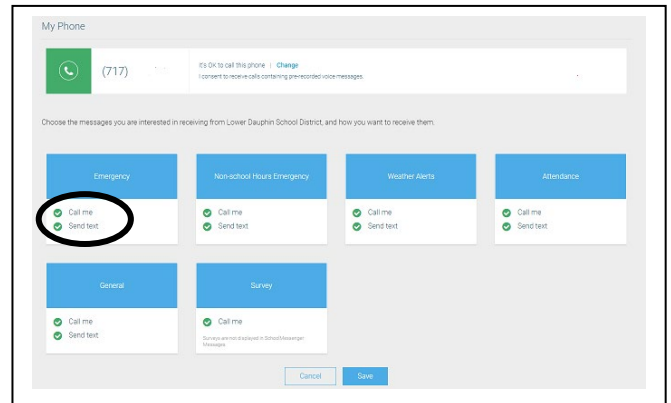 My Phone
(717)
It's OK to call this phone | Change
I consent to receive calls containing pre-recorded voice messages.
Choose the messages you are interested in receiving from Lower Dauphin School District, and how you want to receive them.
Emergency
Call me
Send text
Non-school Hours Emergency
Call me
Send text
Weather Alerts
Call me
Send text
Attendance
Call me
Send text
General
Call me
Send text
Survey
Call me
Surveys are not displayed in SchoolMessenger
Messages
Cancel
Save